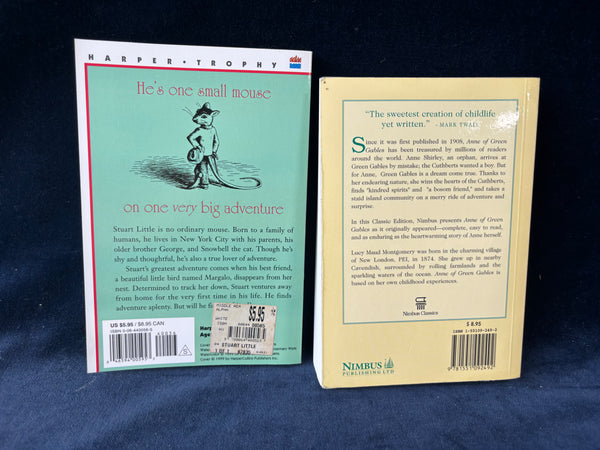 HARPER • TROPHY
He's one small mouse
on one very big adventure
Stuart Little is no ordinary mouse. Born to a family of
humans, he lives in New York City with his parents, his
older brother George, and Snowbell the cat. Though he's
shy and thoughtful, he's also a true lover of adventure.
Stuart's greatest adventure comes when his best friend,
a beautiful little bird named Margalo, disappears from her
nest. Determined to track her down, Stuart ventures away
from home for the very first time in his life. He finds
adventure aplenty. But will he find
US $5.95 / $8.95 CAN
$5.95
STUART LITTLE
Har
Age
"The sweetest creation of childlife
yet written." - MARK TWAIN
Since it was first published in 1908, Anne of Green
Gables has been treasured by millions of readers
around the world. Anne Shirley, an orphan, arrives at
Green Gables by mistake; the Cuthberts wanted a boy. But
for Anne, Green Gables is a dream come true. Thanks to
her endearing nature, she wins the hearts of the Cuthberts,
finds "kindred spirits" and "a bosom friend," and takes a
staid island community on a merry ride of adventure and
surprise.
In this Classic Edition, Nimbus presents Anne of Green
Gables as it originally appeared—complete, easy to read,
and as enduring as the heartwarming story of Anne herself.
Lucy Maud Montgomery was born in the charming village
of New London, PEI, in 1874. She grew up in nearby
Cavendish, surrounded by rolling farmlands and the
sparkling waters of the ocean. Anne of Green Gables is
based on her own childhood experiences.
Nimbus Classics
$ 8.95
NIMBUS
PUBLISHING LTD
ISBN 1-55109-249-2
9 781551 092492